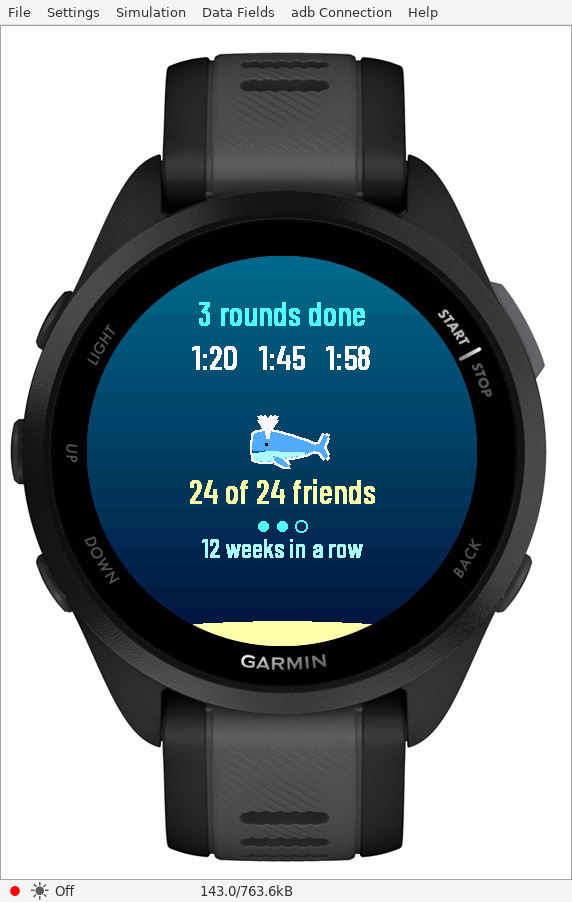 File Settings Simulation Data Fields adb Connection Help
3 rounds done
START
STOP
LIGHT
1:20 1:45 1:58
UP
24 of 24 friends
12 weeks in a row
DOWN
BACK
GARMIN
Off 143.0/763.6kB